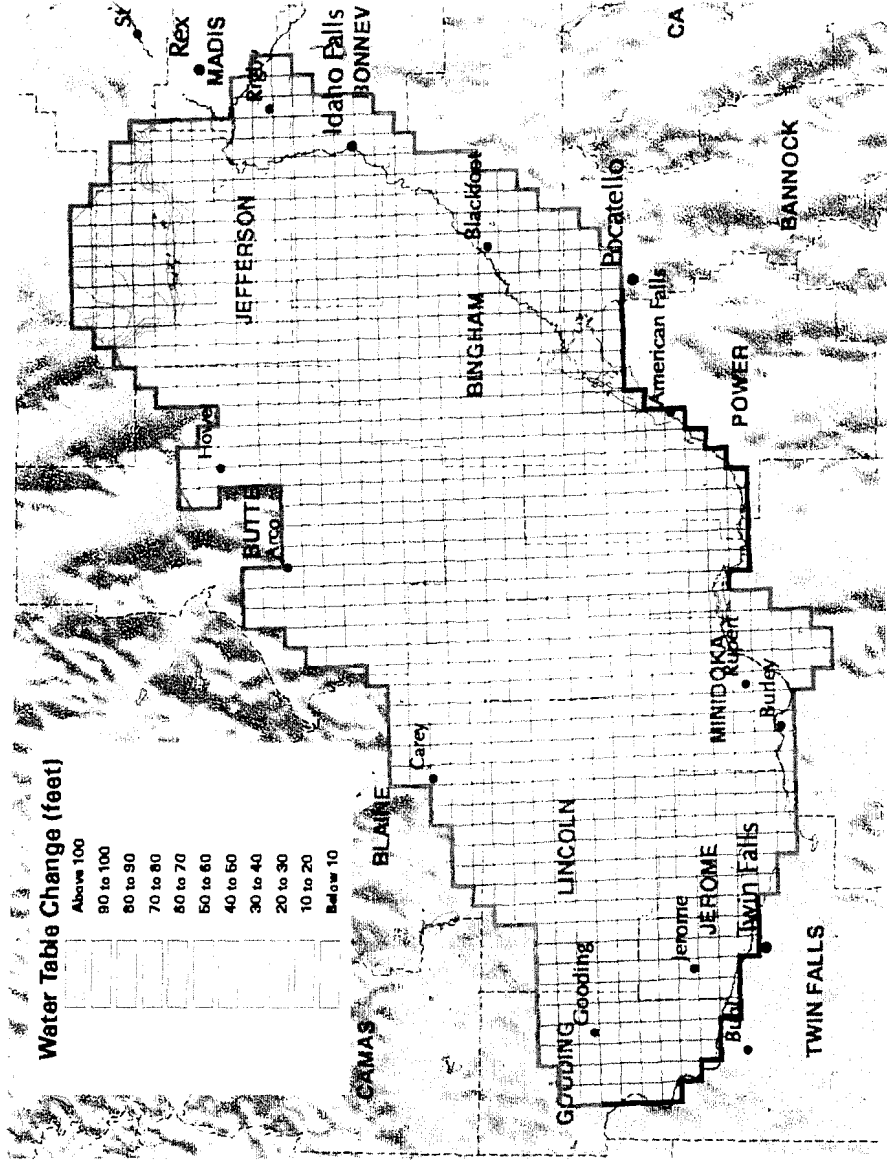 Water Table Change (feet)
Above 100
90 to 100
80 to 90
70 to 80
60 to 70
50 to 60
40 to 50
30 to 40
20 to 30
10 to 20
Below 10
St
Rex
MADIS
Rigby
Idaho Falls
BONNEV
JEFFERSON
Howe
BUTTE
Arco
Blackfoot
BINGHAM
Pocatello
CA
BANNOCK
American Falls
POWER
Carey
BLAINE
CAMAS
MINIDOKA
Rupert
Burley
LINCOLN
Gooding
GOODING
Jerome
JEROME
Twin Falls
Buhl
TWIN FALLS